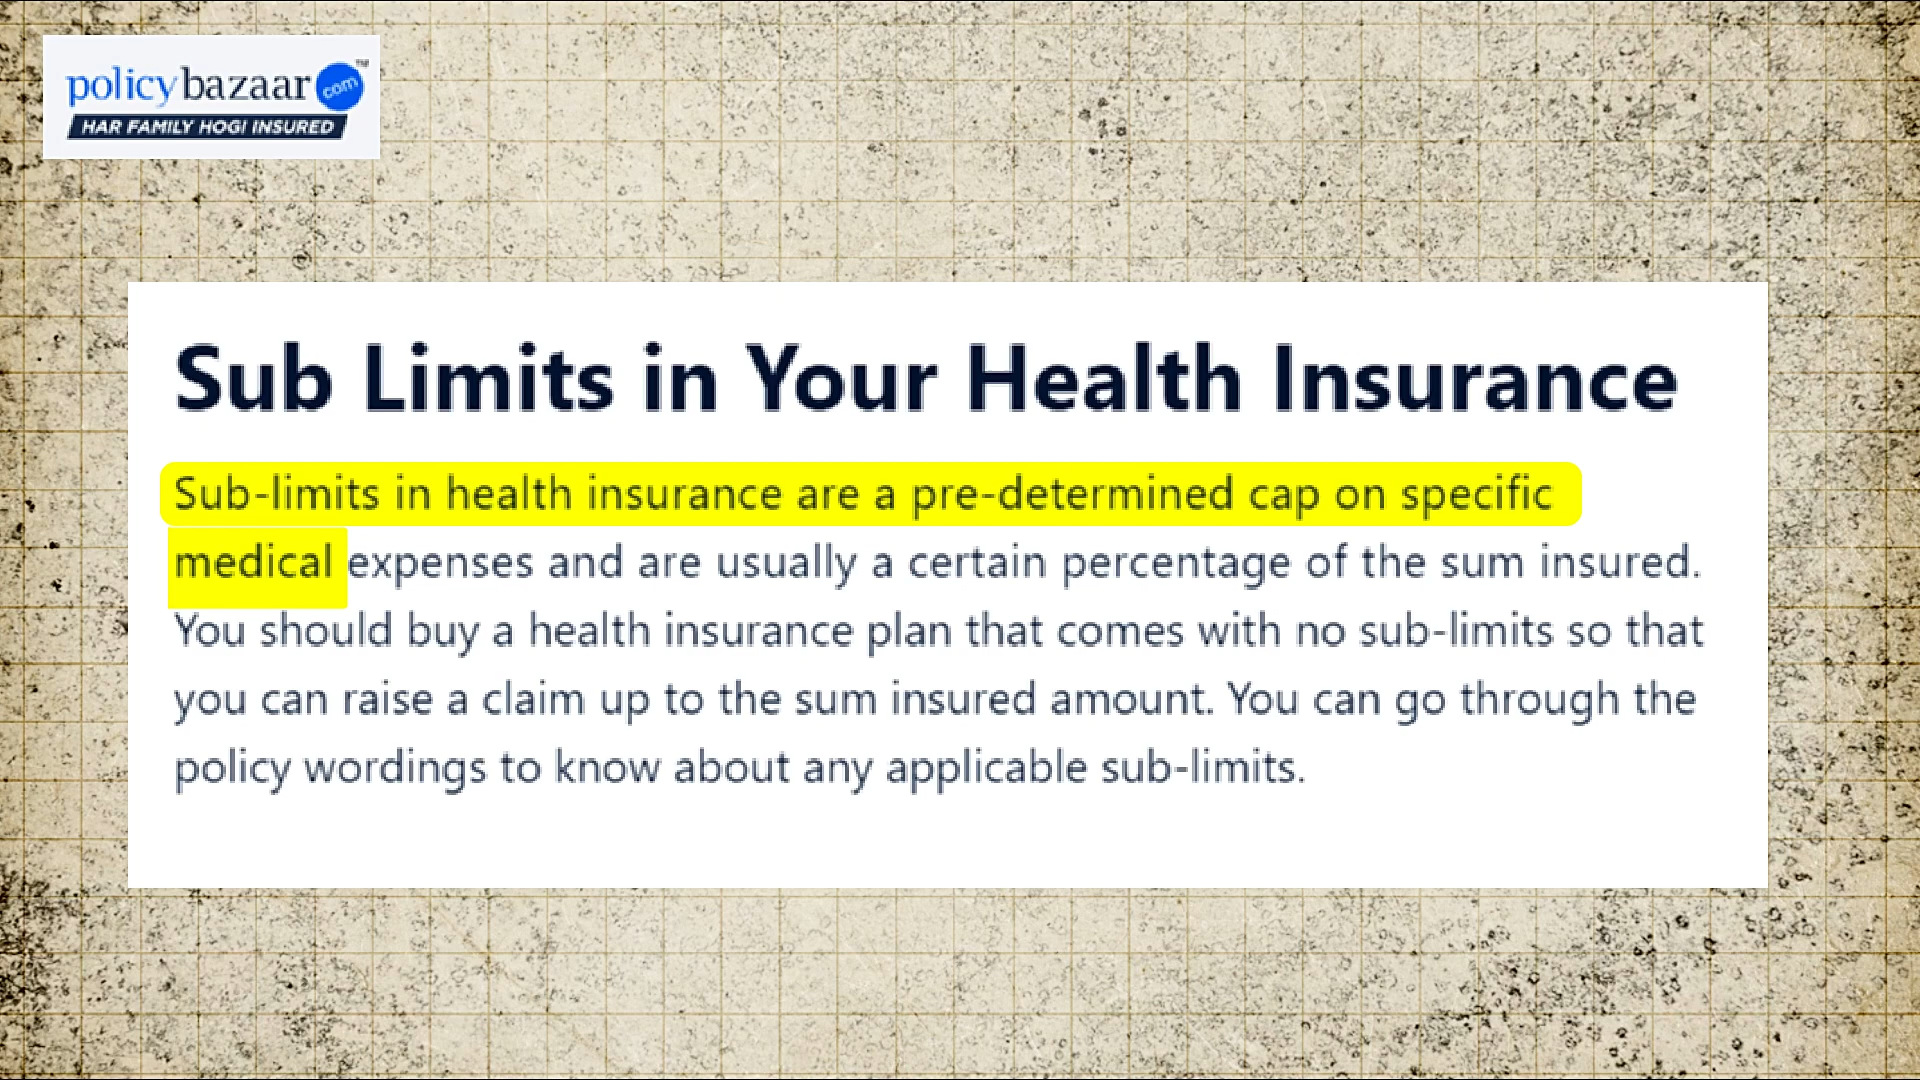 policybazaar com TM
HAR FAMILY HOGI INSURED
Sub Limits in Your Health Insurance
Sub-limits in health insurance are a pre-determined cap on specific
medical expenses and are usually a certain percentage of the sum insured.
You should buy a health insurance plan that comes with no sub-limits so that
you can raise a claim up to the sum insured amount. You can go through the
policy wordings to know about any applicable sub-limits.